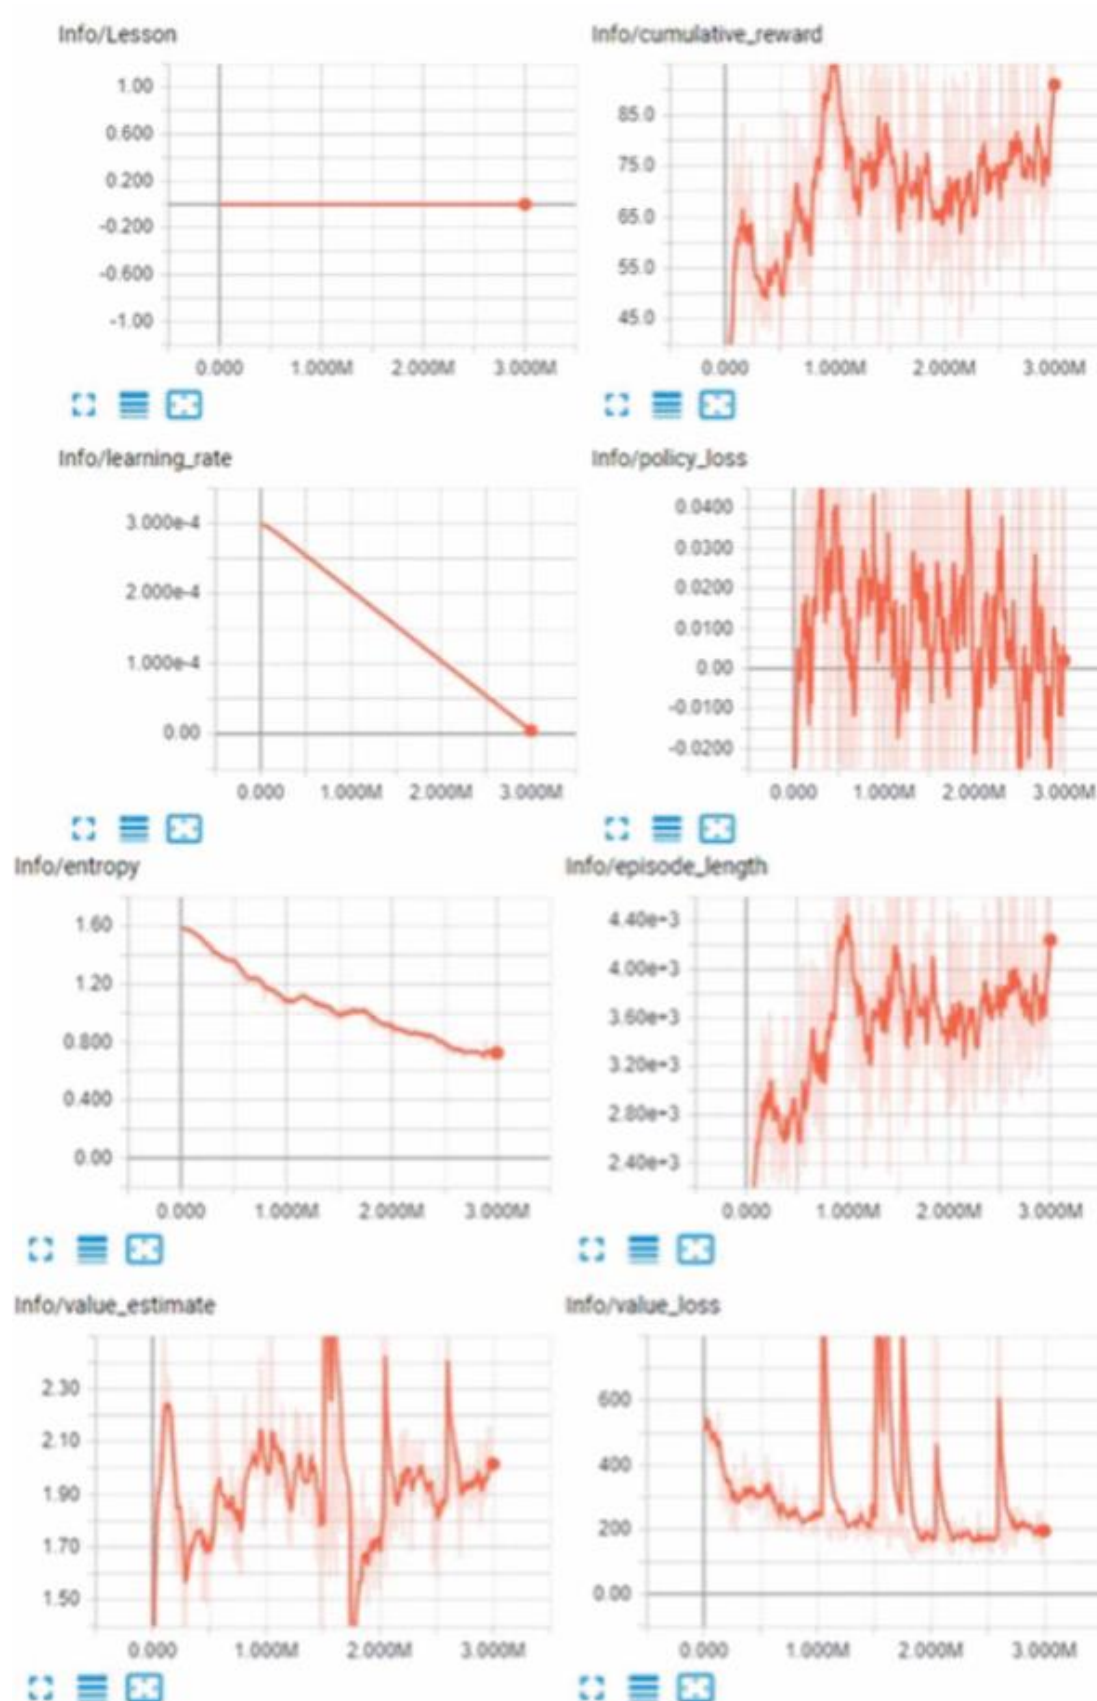 Info/Lesson
1.00
0.600
0.200
-0.200
-0.600
-1.00
0.000 1.000M 2.000M 3.000M
Info/cumulative_reward
85.0
75.0
65.0
55.0
45.0
0.000 1.000M 2.000M 3.000M
Info/learning_rate
3.000e-4
2.000e-4
1.000e-4
0.00
0.000 1.000M 2.000M 3.000M
Info/policy_loss
0.0400
0.0300
0.0200
0.0100
0.00
-0.0100
-0.0200
0.000 1.000M 2.000M 3.000M
Info/entropy
1.60
1.20
0.800
0.400
0.00
0.000 1.000M 2.000M 3.000M
Info/episode_length
4.40e+3
4.00e+3
3.60e+3
3.20e+3
2.80e+3
2.40e+3
0.000 1.000M 2.000M 3.000M
Info/value_estimate
2.30
2.10
1.90
1.70
1.50
0.000 1.000M 2.000M 3.000M
Info/value_loss
600
400
200
0.00
0.000 1.000M 2.000M 3.000M